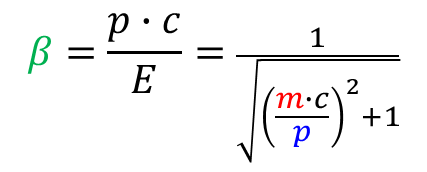 β = p · c / E = 1 / √((m·c / p)² + 1)